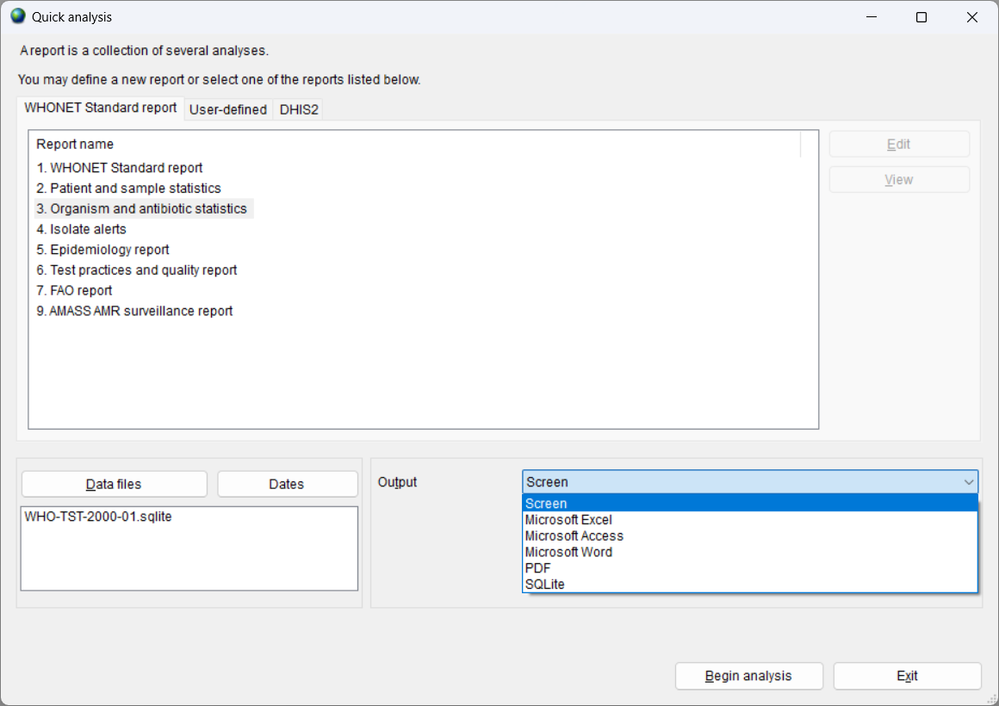 Quick analysis
A report is a collection of several analyses.
You may define a new report or select one of the reports listed below.
WHONET Standard report User-defined DHIS2
Report name
1. WHONET Standard report
2. Patient and sample statistics
3. Organism and antibiotic statistics
4. Isolate alerts
5. Epidemiology report
6. Test practices and quality report
7. FAO report
9. AMASS AMR surveillance report
Edit
View
Data files Dates
WHO-TST-2000-01.sqlite
Output Screen
Screen
Microsoft Excel
Microsoft Access
Microsoft Word
PDF
SQLite
Begin analysis Exit